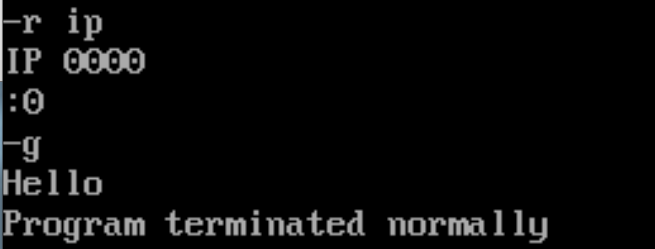 -r ip
IP 0000
:0
-g
Hello
Program terminated normally